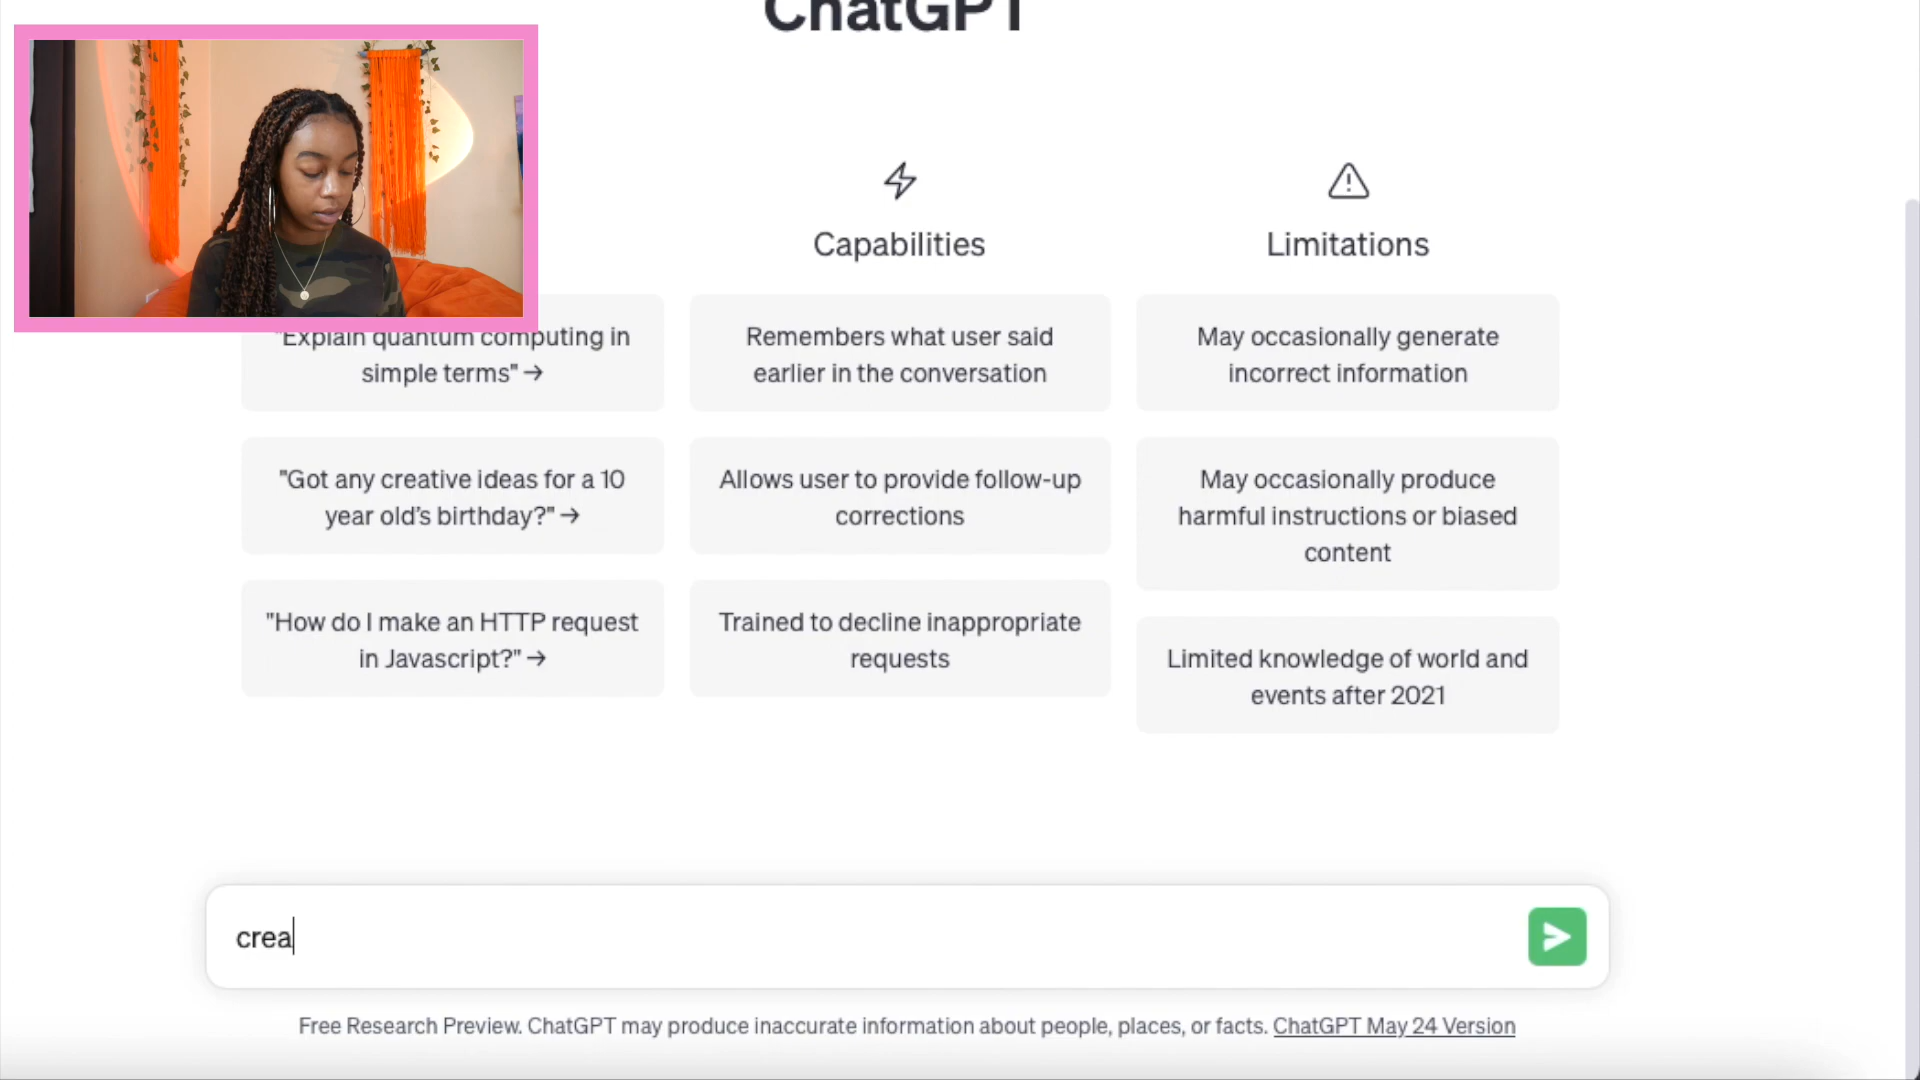 ChatGPT
Capabilities
Limitations
"Explain quantum computing in
simple terms" →
Remembers what user said
earlier in the conversation
May occasionally generate
incorrect information
"Got any creative ideas for a 10
year old's birthday?" →
Allows user to provide follow-up
corrections
May occasionally produce
harmful instructions or biased
content
"How do I make an HTTP request
in Javascript?" →
Trained to decline inappropriate
requests
Limited knowledge of world and
events after 2021
crea
Free Research Preview. ChatGPT may produce inaccurate information about people, places, or facts. ChatGPT May 24 Version